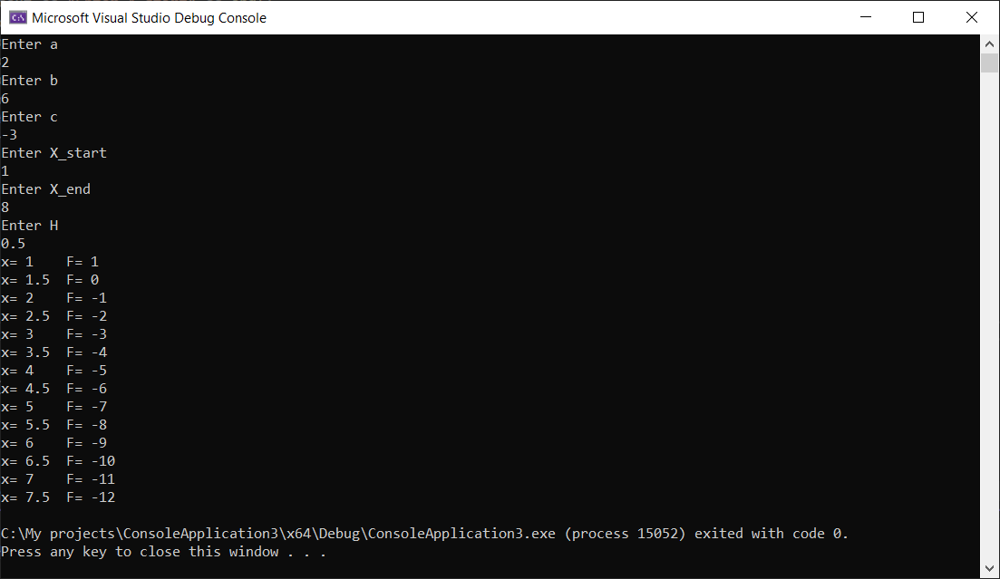 Microsoft Visual Studio Debug Console
Enter a
2
Enter b
6
Enter c
-3
Enter X_start
1
Enter X_end
8
Enter H
0.5
x= 1    F= 1
x= 1.5  F= 0
x= 2    F= -1
x= 2.5  F= -2
x= 3    F= -3
x= 3.5  F= -4
x= 4    F= -5
x= 4.5  F= -6
x= 5    F= -7
x= 5.5  F= -8
x= 6    F= -9
x= 6.5  F= -10
x= 7    F= -11
x= 7.5  F= -12
C:\My projects\ConsoleApplication3\x64\Debug\ConsoleApplication3.exe (process 15052) exited with code 0.
Press any key to close this window . . .